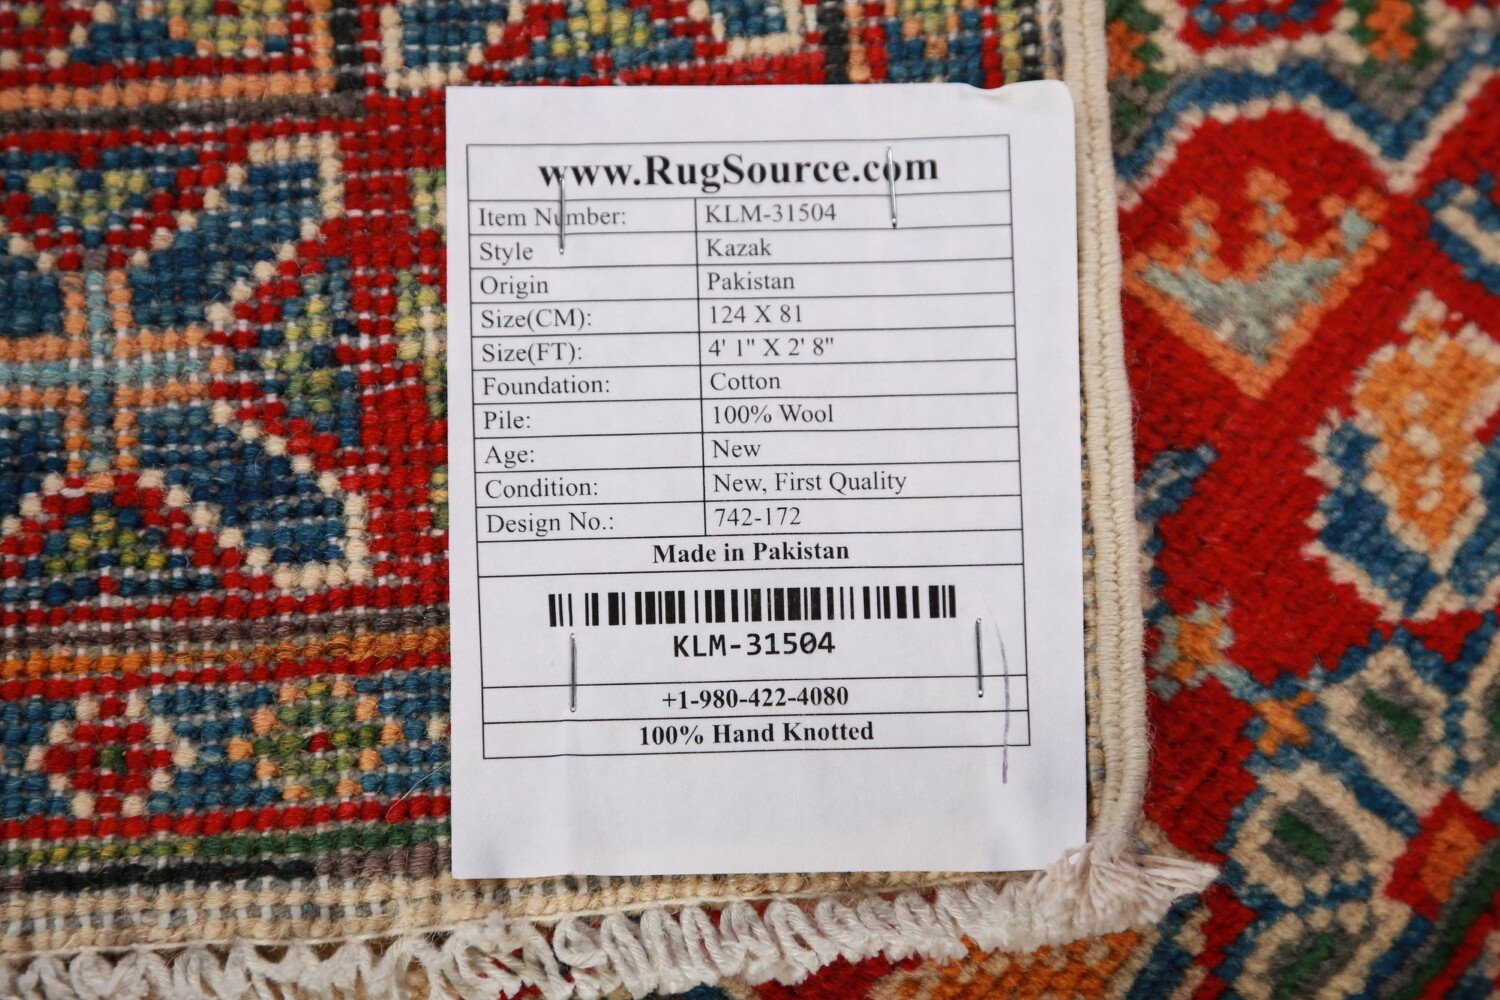 www.RugSource.com
Item Number: KLM-31504
Style Kazak
Origin Pakistan
Size(CM): 124 X 81
Size(FT): 4' 1" X 2' 8"
Foundation: Cotton
Pile: 100% Wool
Age: New
Condition: New, First Quality
Design No.: 742-172
Made in Pakistan
KLM-31504
+1-980-422-4080
100% Hand Knotted